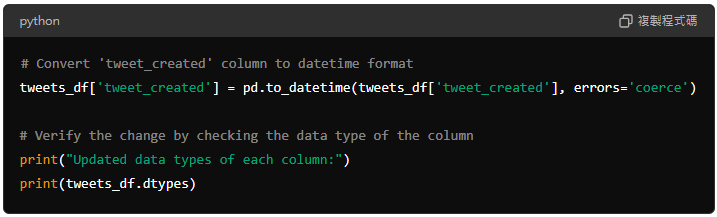 python
複製程式碼
# Convert 'tweet_created' column to datetime format
tweets_df['tweet_created'] = pd.to_datetime(tweets_df['tweet_created'], errors='coerce')
# Verify the change by checking the data type of the column
print("Updated data types of each column:")
print(tweets_df.dtypes)